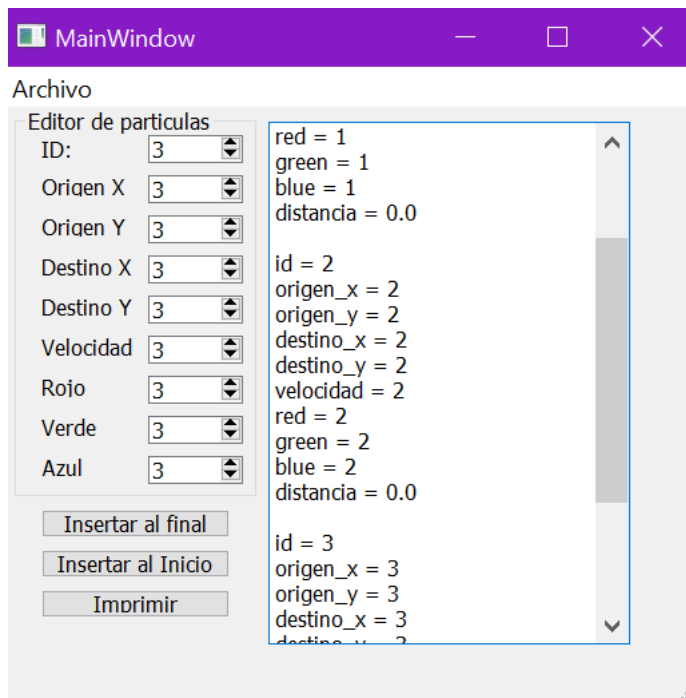 MainWindow
Archivo
Editor de particulas
ID: 3
Origen X 3
Origen Y 3
Destino X 3
Destino Y 3
Velocidad 3
Rojo 3
Verde 3
Azul 3
Insertar al final
Insertar al Inicio
Imprimir
red = 1
green = 1
blue = 1
distancia = 0.0
id = 2
origen_x = 2
origen_y = 2
destino_x = 2
destino_y = 2
velocidad = 2
red = 2
green = 2
blue = 2
distancia = 0.0
id = 3
origen_x = 3
origen_y = 3
destino_x = 3
destino_y = 3